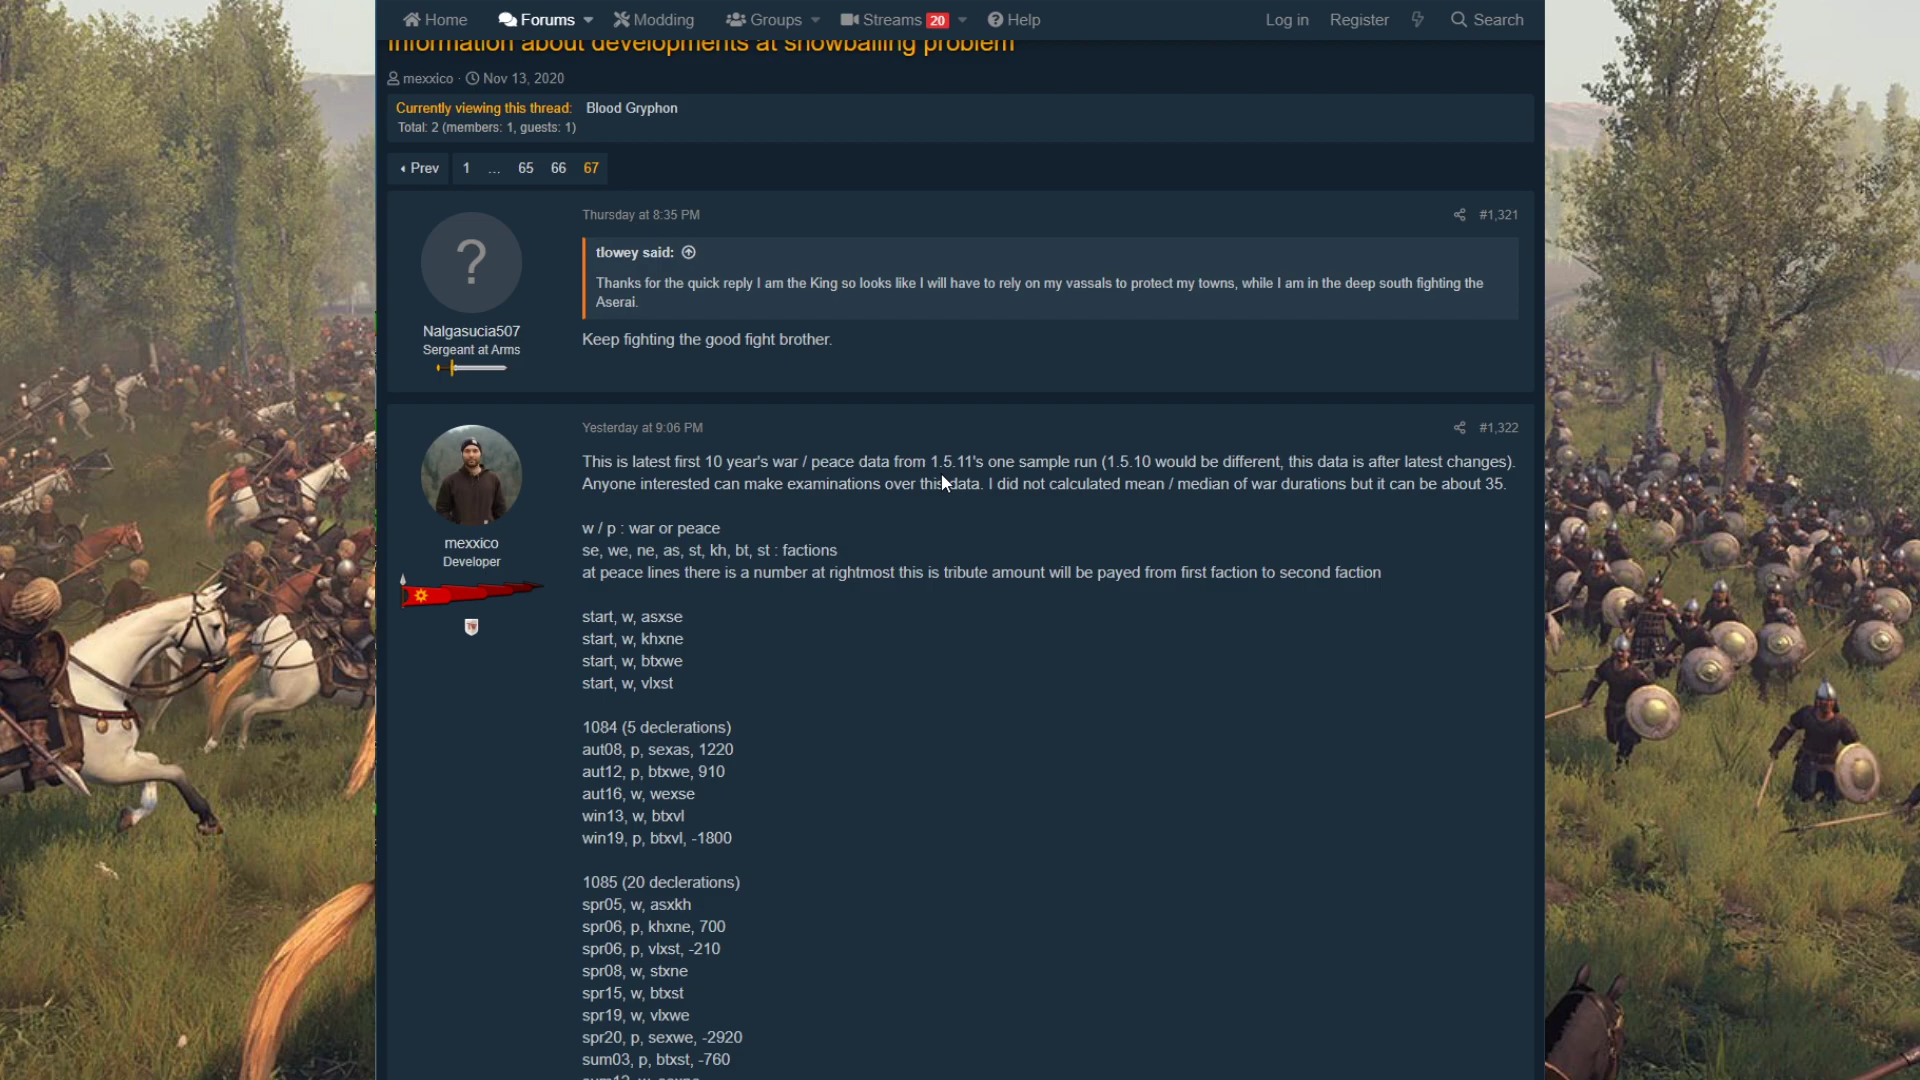 Home Forums Modding Groups Streams 20 Help Log in Register Search
Information about developments at snowballing problem
mexxico · Nov 13, 2020
Currently viewing this thread: Blood Gryphon
Total: 2 (members: 1, guests: 1)
Prev 1 ... 65 66 67
Thursday at 8:35 PM #1,321
tlowey said:
Thanks for the quick reply I am the King so looks like I will have to rely on my vassals to protect my towns, while I am in the deep south fighting the
Aserai.
?
Nalgasucia507
Sergeant at Arms
Keep fighting the good fight brother.
Yesterday at 9:06 PM #1,322
mexxico
Developer
This is latest first 10 year's war / peace data from 1.5.11's one sample run (1.5.10 would be different, this data is after latest changes).
Anyone interested can make examinations over this data. I did not calculated mean / median of war durations but it can be about 35.
w / p : war or peace
se, we, ne, as, st, kh, bt, st : factions
at peace lines there is a number at rightmost this is tribute amount will be payed from first faction to second faction
start, w, asxse
start, w, khxne
start, w, btxwe
start, w, vlxst
1084 (5 declerations)
aut08, p, sexas, 1220
aut12, p, btxwe, 910
aut16, w, wexse
win13, w, btxvl
win19, p, btxvl, -1800
1085 (20 declerations)
spr05, w, asxkh
spr06, p, khxne, 700
spr06, p, vlxst, -210
spr08, w, stxne
spr15, w, btxst
spr19, w, vlxwe
spr20, p, sexwe, -2920
sum03, p, btxst, -760